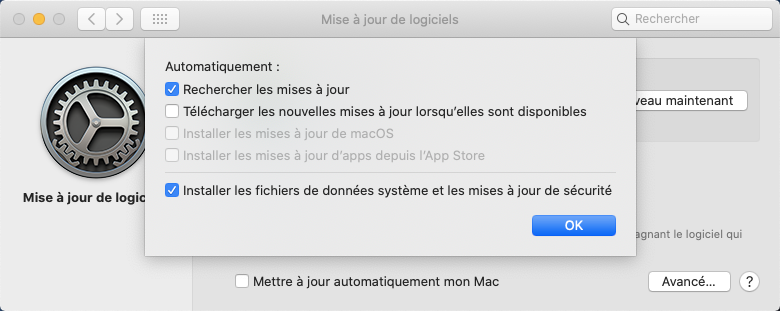 Mise à jour de logiciels
Rechercher
Automatiquement :
Rechercher les mises à jour
Télécharger les nouvelles mises à jour lorsqu’elles sont disponibles
Installer les mises à jour de macOS
Installer les mises à jour d’apps depuis l’App Store
Installer les fichiers de données système et les mises à jour de sécurité
OK
maintenant
Mise à jour de
le logiciel qui
Mettre à jour automatiquement mon Mac
Avancé...
?